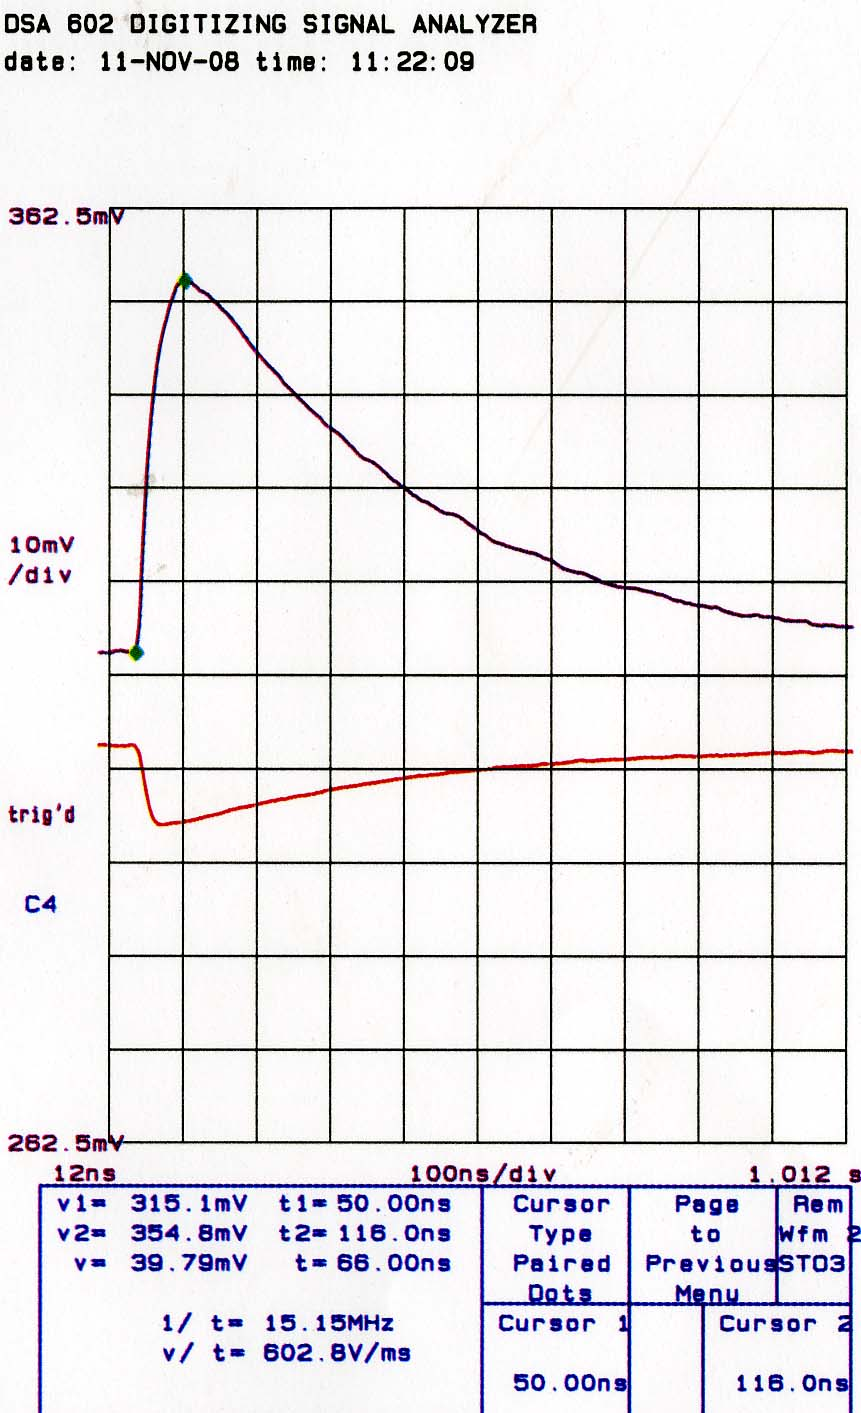 DSA 602 DIGITIZING SIGNAL ANALYZER
date: 11-NOV-08 time: 11:22:09
362.5mV
10mV
/div
trig'd
C4
262.5mV
12ns 100ns/div 1.012 s
v1= 315.1mV t1= 50.00ns
v2= 354.8mV t2= 116.0ns
v= 39.79mV t= 66.00ns
1/ t= 15.15MHz
v/ t= 602.8V/ms
Cursor
Type
Paired
Dots
Page
to
Previous
Menu
Rem
Wfm 2
STO3
Cursor 1
50.00ns
Cursor 2
116.0ns